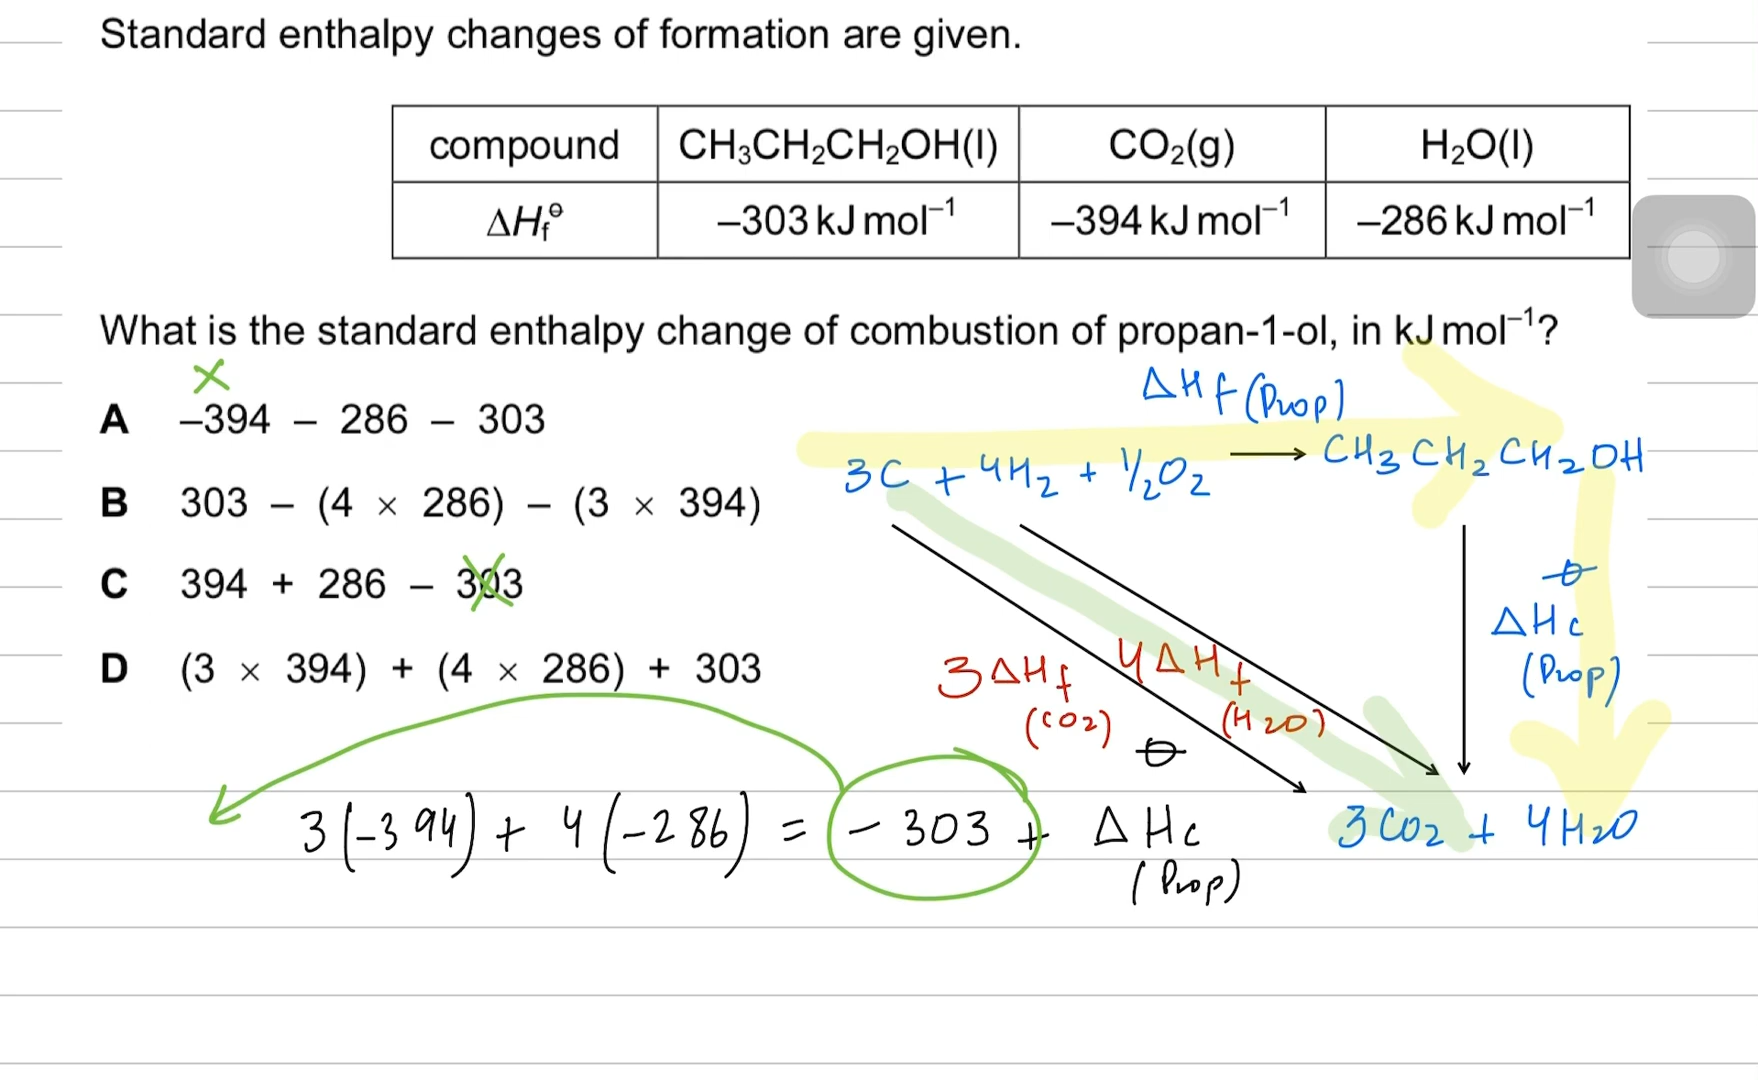 Standard enthalpy changes of formation are given.
compound CH₃CH₂CH₂OH(l) CO₂(g) H₂O(l)
ΔH_f^⦵ –303 kJ mol⁻¹ –394 kJ mol⁻¹ –286 kJ mol⁻¹
What is the standard enthalpy change of combustion of propan-1-ol, in kJ mol⁻¹?
A –394 – 286 – 303
B 303 – (4 × 286) – (3 × 394)
C 394 + 286 – 303
D (3 × 394) + (4 × 286) + 303
ΔHf (Prop)
3C + 4H₂ + ½O₂ → CH₃CH₂CH₂OH
⦵
ΔHc
(Prop)
3ΔHf
(CO₂)
4ΔHf
(H₂O)
⦵
3CO₂ + 4H₂O
3(-394) + 4(-286) = -303 + ΔHc
(Prop)